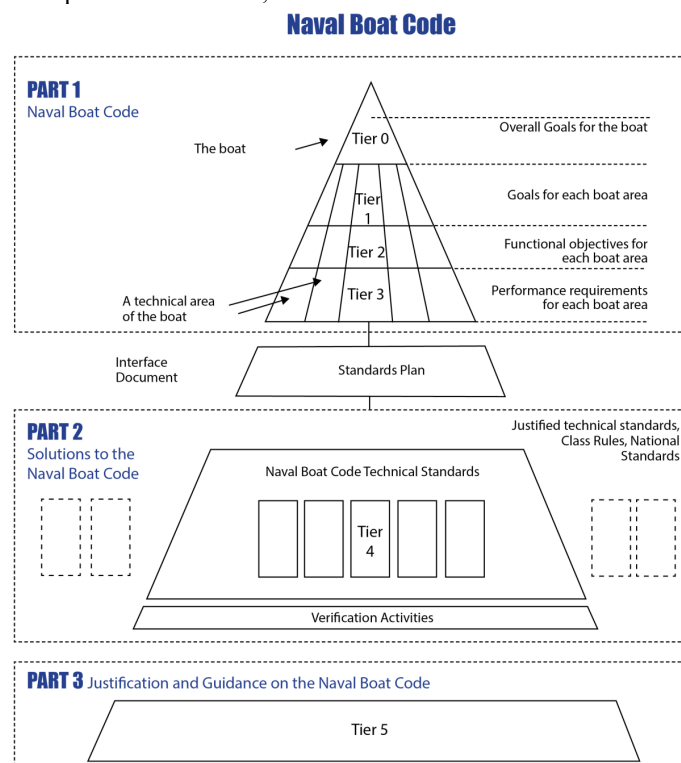 Naval Boat Code
PART 1
Naval Boat Code
The boat
Tier 0
Overall Goals for the boat
Tier
1
Goals for each boat area
Tier 2
Functional objectives for
each boat area
A technical area
of the boat
Tier 3
Performance requirements
for each boat area
Interface
Document
Standards Plan
PART 2
Solutions to the
Naval Boat Code
Justified technical standards,
Class Rules, National
Standards
Naval Boat Code Technical Standards
Tier
4
Verification Activities
PART 3 Justification and Guidance on the Naval Boat Code
Tier 5